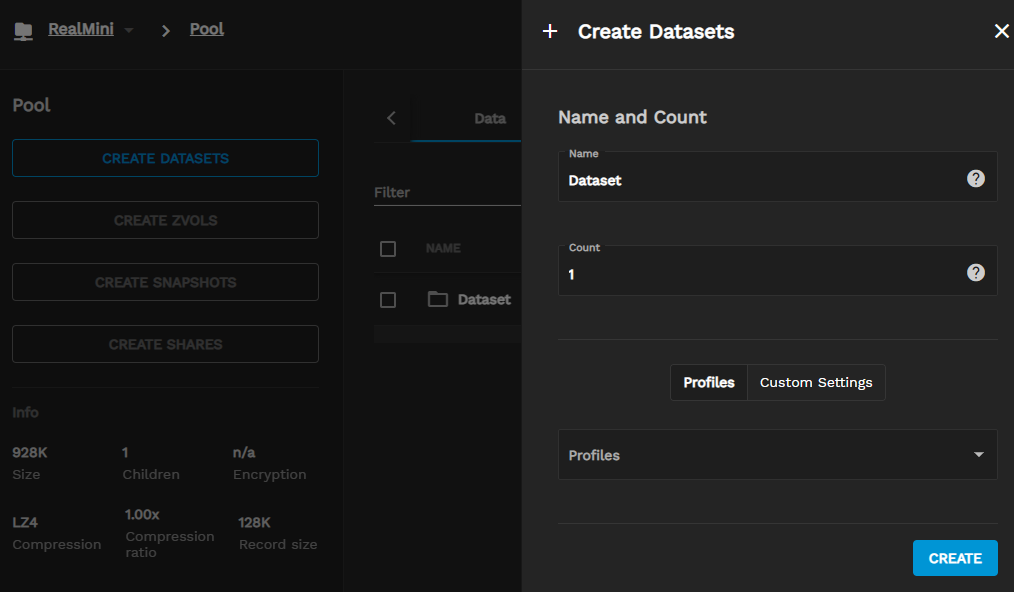 RealMini
Pool
Create Datasets
Pool
CREATE DATASETS
CREATE ZVOLS
CREATE SNAPSHOTS
CREATE SHARES
Info
928K
Size
1
Children
n/a
Encryption
LZ4
Compression
1.00x
Compression
ratio
128K
Record size
Data
Filter
NAME
Dataset
Name and Count
Name
Dataset
?
Count
1
?
Profiles
Custom Settings
Profiles
CREATE